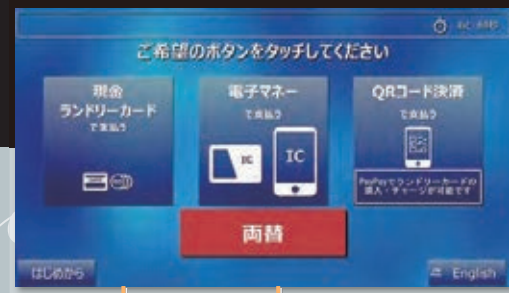 ご希望のボタンをタッチしてください
現金
ランドリーカード
で支払う
電子マネー
で支払う
IC
IC
QRコード決済
で支払う
PayPayでランドリーカードの
購入・チャージが可能です
両替
はじめから
English